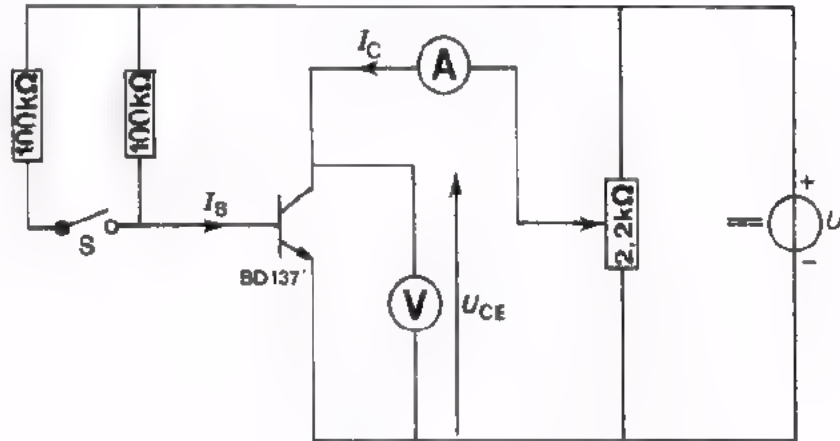 I_C
A
100kΩ
100kΩ
I_B
S
BD137
V
U_CE
2,2kΩ
+
U
−